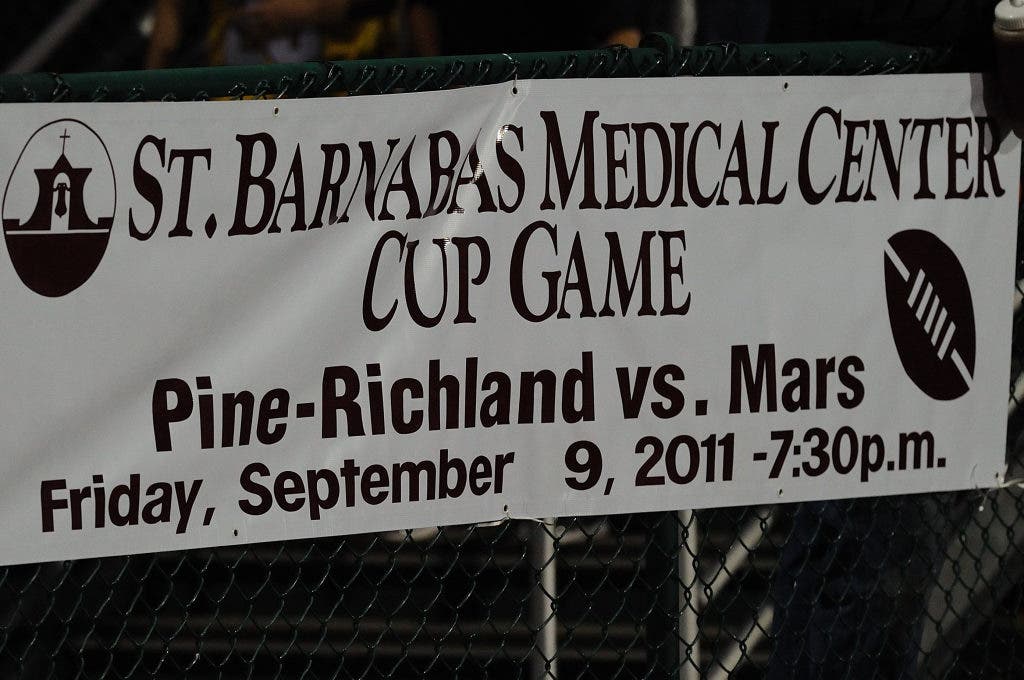 ST. BARNABAS MEDICAL CENTER
CUP GAME
Pine-Richland vs. Mars
Friday, September 9, 2011 -7:30p.m.